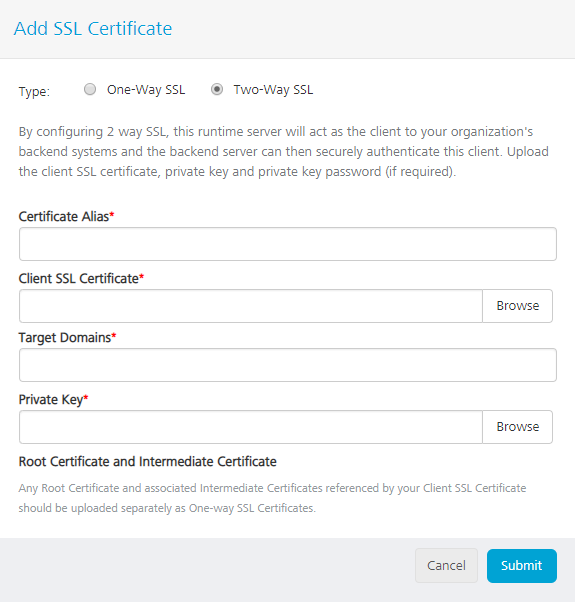 Add SSL Certificate
Type: One-Way SSL Two-Way SSL
By configuring 2 way SSL, this runtime server will act as the client to your organization's
backend systems and the backend server can then securely authenticate this client. Upload
the client SSL certificate, private key and private key password (if required).
Certificate Alias*
Client SSL Certificate*
Browse
Target Domains*
Private Key*
Browse
Root Certificate and Intermediate Certificate
Any Root Certificate and associated Intermediate Certificates referenced by your Client SSL Certificate
should be uploaded separately as One-way SSL Certificates.
Cancel Submit